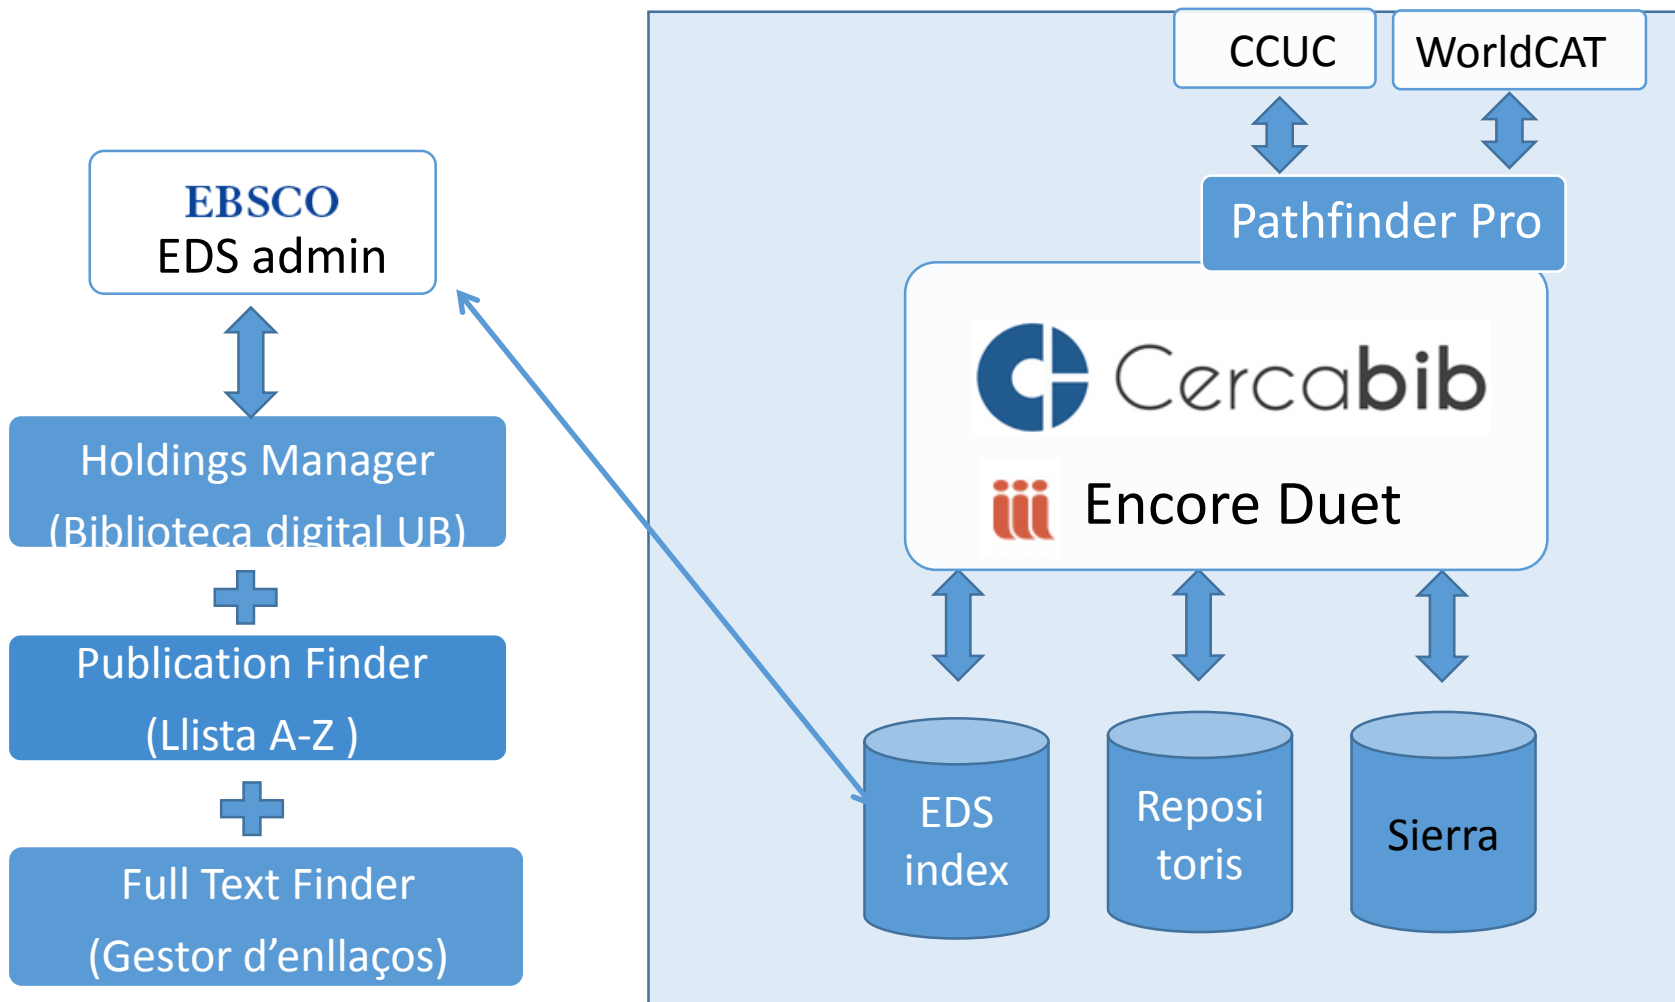 CCUC
WorldCAT
Pathfinder Pro
EBSCO
EDS admin
Cercabib
iii Encore Duet
Holdings Manager
(Biblioteca digital UB)
Publication Finder
(Llista A-Z )
Full Text Finder
(Gestor d’enllaços)
EDS
index
Reposi
toris
Sierra